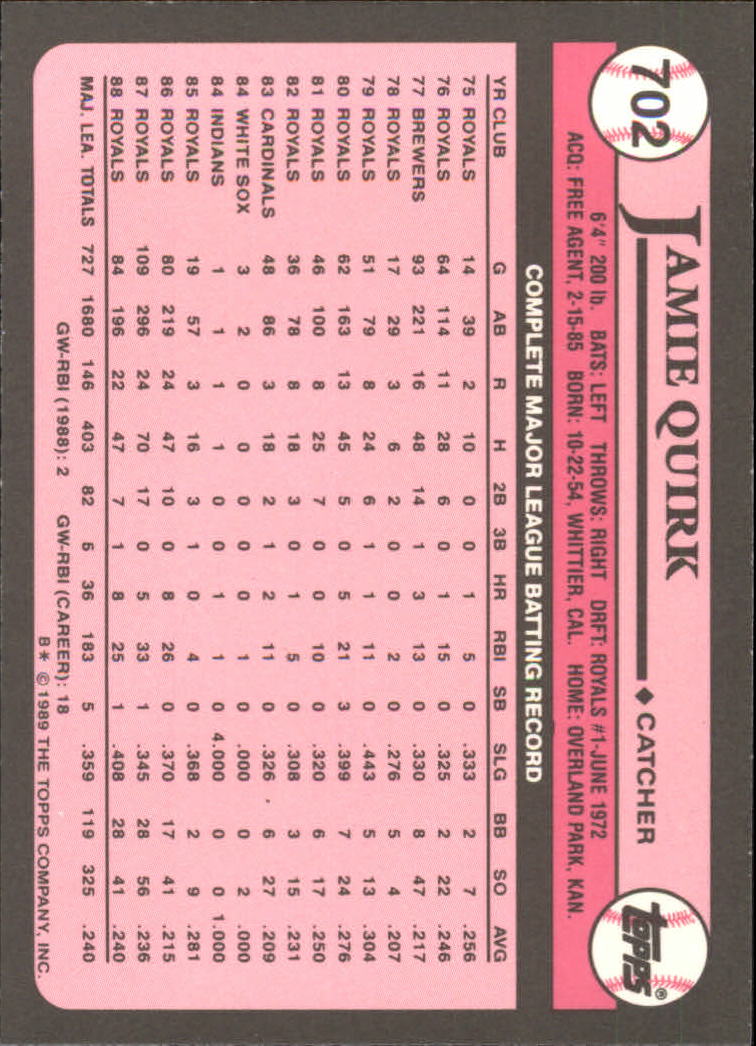 702
JAMIE QUIRK ♦ CATCHER
topps®
6'4" 200 lb. BATS: LEFT THROWS: RIGHT DRFT: ROYALS #1-JUNE 1972
ACQ: FREE AGENT, 2-15-85 BORN: 10-22-54, WHITTIER, CAL. HOME: OVERLAND PARK, KAN.
COMPLETE MAJOR LEAGUE BATTING RECORD
YR CLUB G AB R H 2B 3B HR RBI SB SLG BB SO AVG
75 ROYALS 14 39 2 10 0 0 1 5 0 .333 2 7 .256
76 ROYALS 64 114 11 28 6 0 1 15 0 .325 2 22 .246
77 BREWERS 93 221 16 48 14 1 3 13 0 .330 8 47 .217
78 ROYALS 17 29 3 6 2 0 0 2 0 .276 5 4 .207
79 ROYALS 51 79 8 24 6 1 1 11 0 .443 5 13 .304
80 ROYALS 62 163 13 45 5 0 5 21 3 .399 7 24 .276
81 ROYALS 46 100 8 25 7 0 0 10 0 .320 6 17 .250
82 ROYALS 36 78 8 18 3 0 1 5 0 .308 3 15 .231
83 CARDINALS 48 86 3 18 2 1 2 11 0 .326 6 27 .209
84 WHITE SOX 3 2 0 0 0 0 0 1 0 .000 0 2 .000
84 INDIANS 1 1 1 1 0 0 1 1 0 4.000 0 0 1.000
85 ROYALS 19 57 3 16 3 1 0 4 0 .368 2 9 .281
86 ROYALS 80 219 24 47 10 0 8 26 0 .370 17 41 .215
87 ROYALS 109 296 24 70 17 0 5 33 1 .345 28 56 .236
88 ROYALS 84 196 22 47 7 1 8 25 1 .408 28 41 .240
MAJ. LEA. TOTALS 727 1680 146 403 82 5 36 183 5 .359 119 325 .240
GW-RBI (1988): 2 GW-RBI (CAREER): 18
B* © 1989 THE TOPPS COMPANY, INC.